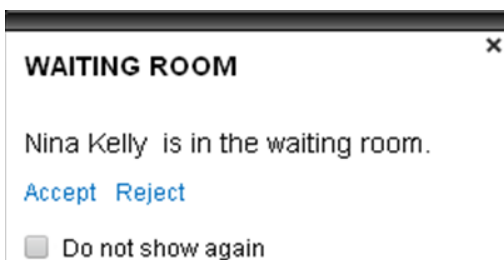 WAITING ROOM
Nina Kelly is in the waiting room.
Accept Reject
Do not show again